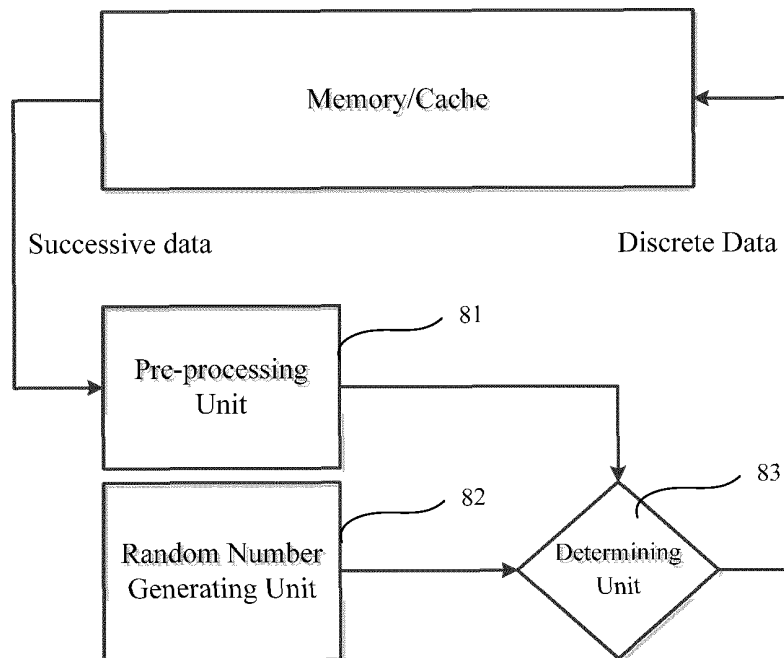 Memory/Cache
Successive data
Discrete Data
81
Pre-processing
Unit
82
83
Random Number
Generating Unit
Determining
Unit